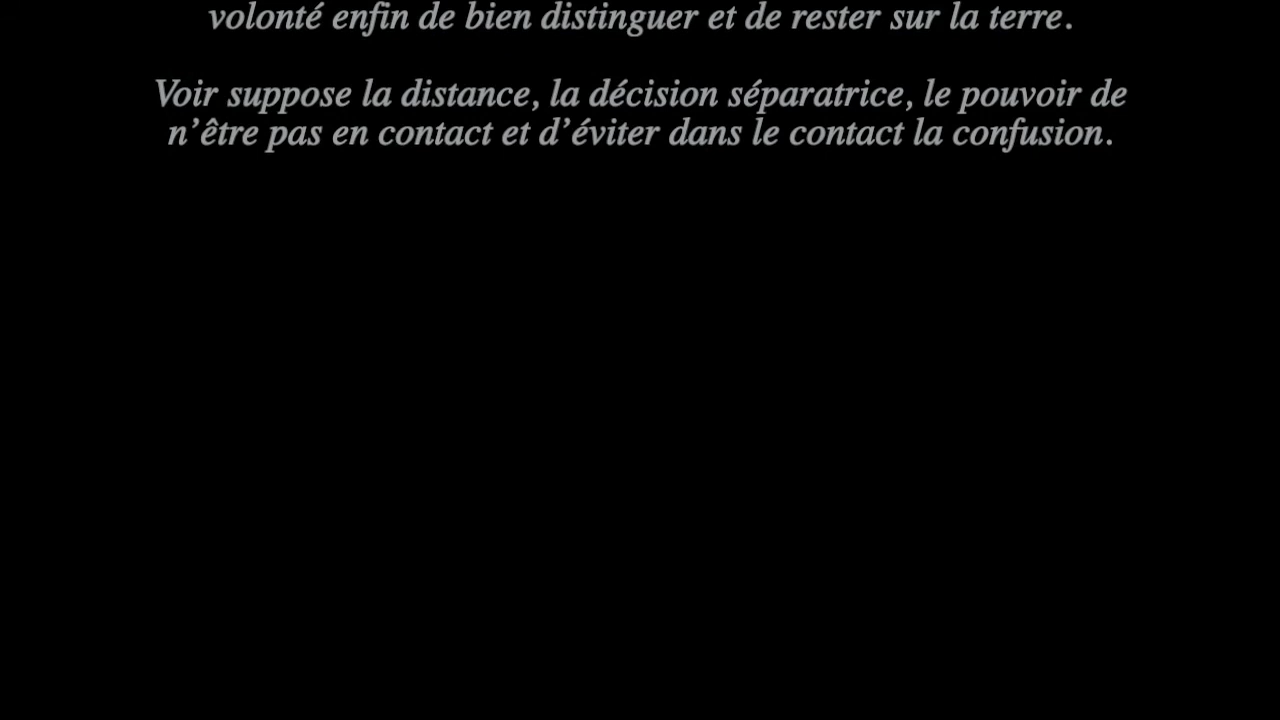 volonté enfin de bien distinguer et de rester sur la terre.
Voir suppose la distance, la décision séparatrice, le pouvoir de
n’être pas en contact et d’éviter dans le contact la confusion.